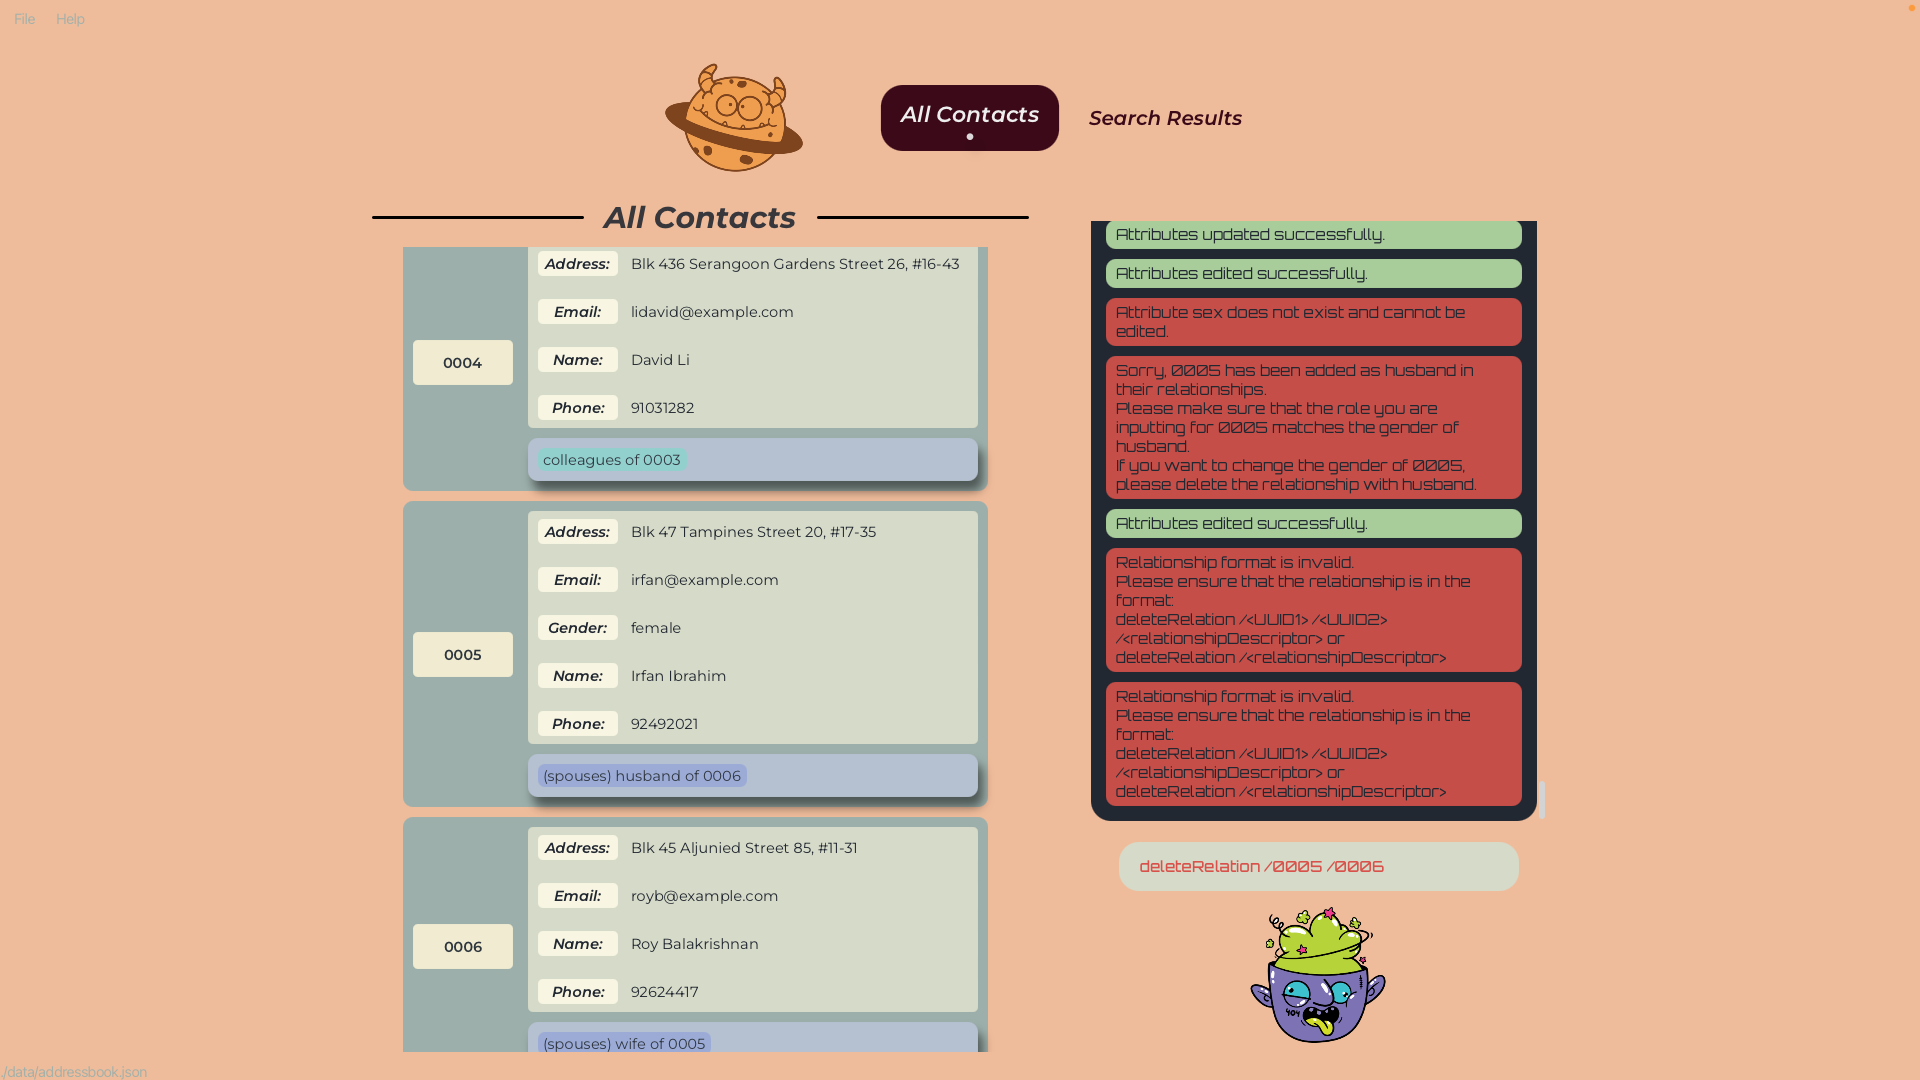 File Help
All Contacts
Search Results
All Contacts
0004
Address: Blk 436 Serangoon Gardens Street 26, #16-43
Email: lidavid@example.com
Name: David Li
Phone: 91031282
colleagues of 0003
0005
Address: Blk 47 Tampines Street 20, #17-35
Email: irfan@example.com
Gender: female
Name: Irfan Ibrahim
Phone: 92492021
(spouses) husband of 0006
0006
Address: Blk 45 Aljunied Street 85, #11-31
Email: royb@example.com
Name: Roy Balakrishnan
Phone: 92624417
(spouses) wife of 0005
Attributes updated successfully.
Attributes edited successfully.
Attribute sex does not exist and cannot be
edited.
Sorry, 0005 has been added as husband in
their relationships.
Please make sure that the role you are
inputting for 0005 matches the gender of
husband.
If you want to change the gender of 0005,
please delete the relationship with husband.
Attributes edited successfully.
Relationship format is invalid.
Please ensure that the relationship is in the
format:
deleteRelation /<UUID1> /<UUID2>
/<relationshipDescriptor> or
deleteRelation /<relationshipDescriptor>
Relationship format is invalid.
Please ensure that the relationship is in the
format:
deleteRelation /<UUID1> /<UUID2>
/<relationshipDescriptor> or
deleteRelation /<relationshipDescriptor>
deleteRelation /0005 /0006
404
./data/addressbook.json